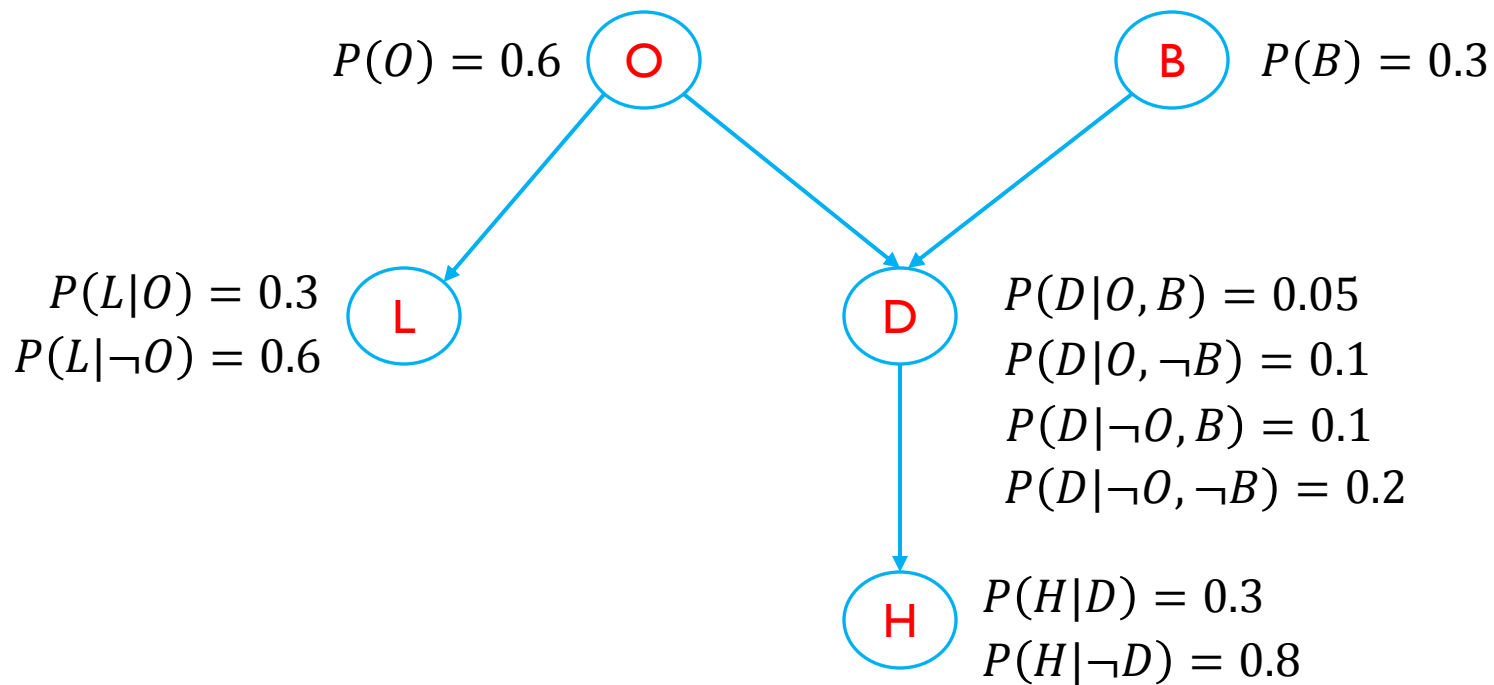 P(O) = 0.6 O B P(B) = 0.3
P(L|O) = 0.3
P(L|¬O) = 0.6
L
D
P(D|O, B) = 0.05
P(D|O, ¬B) = 0.1
P(D|¬O, B) = 0.1
P(D|¬O, ¬B) = 0.2
H
P(H|D) = 0.3
P(H|¬D) = 0.8